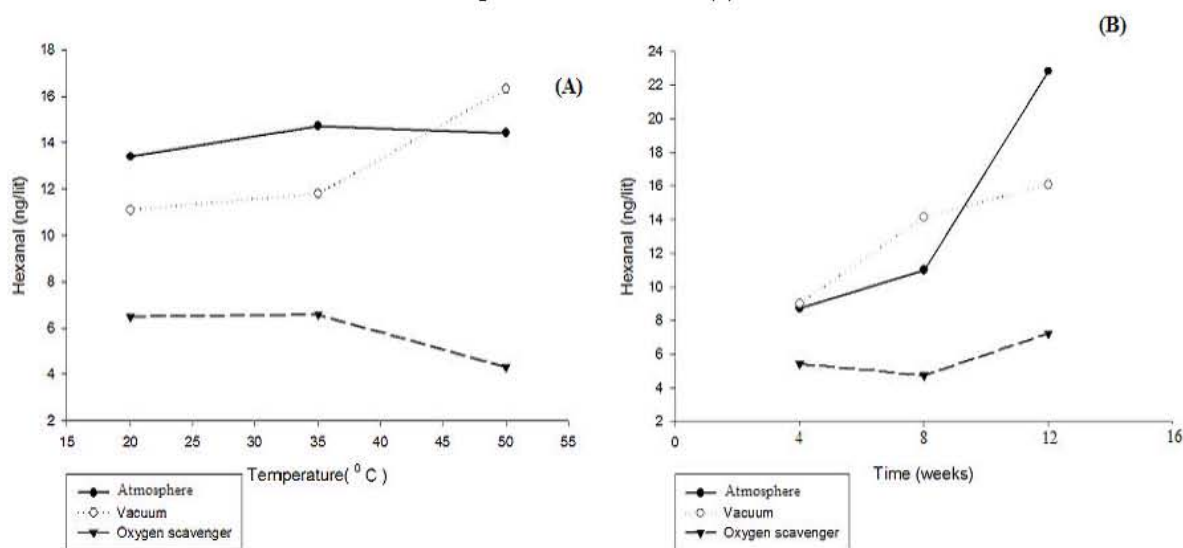 (A)
18
16
14
12
10
8
6
4
2
Hexanal (ng/lit)
15 20 25 30 35 40 45 50 55
Temperature( ⁰ C )
Atmosphere
Vacuum
Oxygen scavenger
(B)
24
22
20
18
16
14
12
10
8
6
4
2
Hexanal (ng/lit)
0 4 8 12 16
Time (weeks)
Atmosphere
Vacuum
Oxygen scavenger